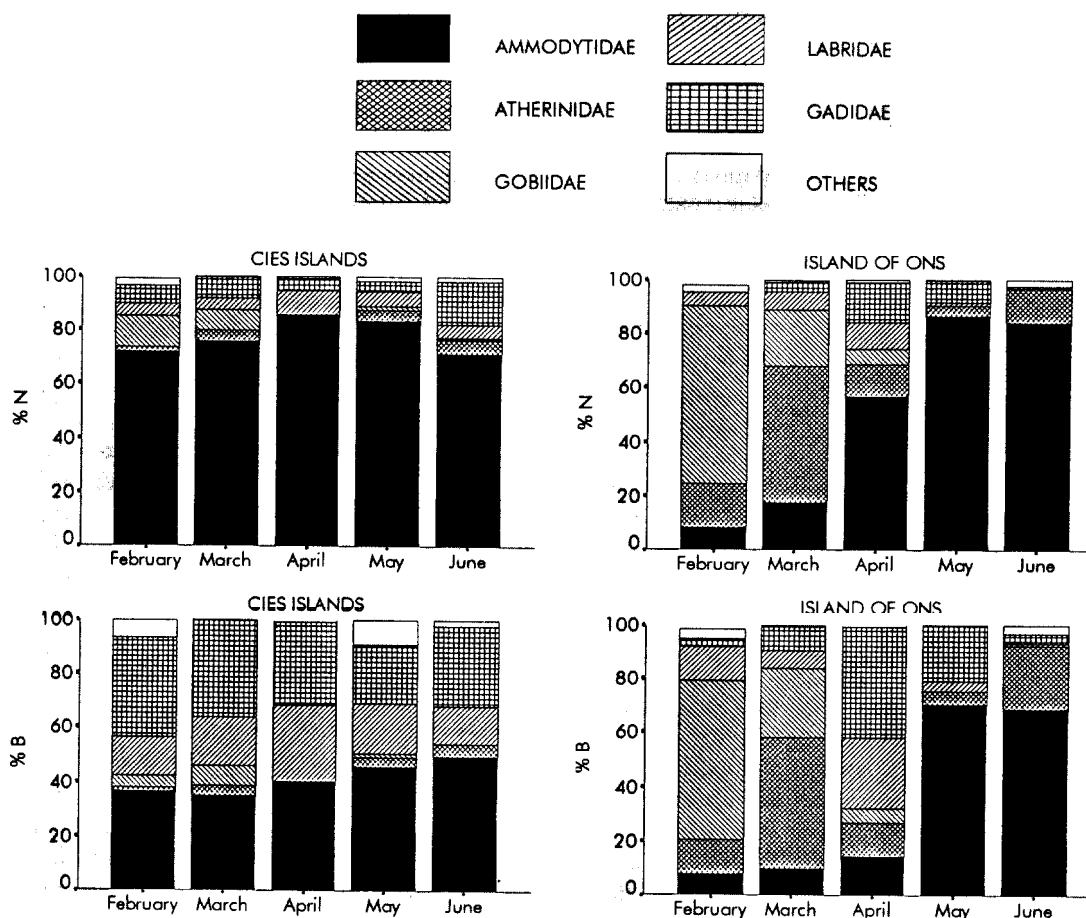 AMMODYTIDAE
LABRIDAE
ATHERINIDAE
GADIDAE
GOBIIDAE
OTHERS
CIES ISLANDS
100
80
60
40
20
0
% N
February March April May June
ISLAND OF ONS
100
80
60
40
20
0
% N
February March April May June
CIES ISLANDS
100
80
60
40
20
0
% B
February March April May June
ISLAND OF ONS
100
80
60
40
20
0
% B
February March April May June